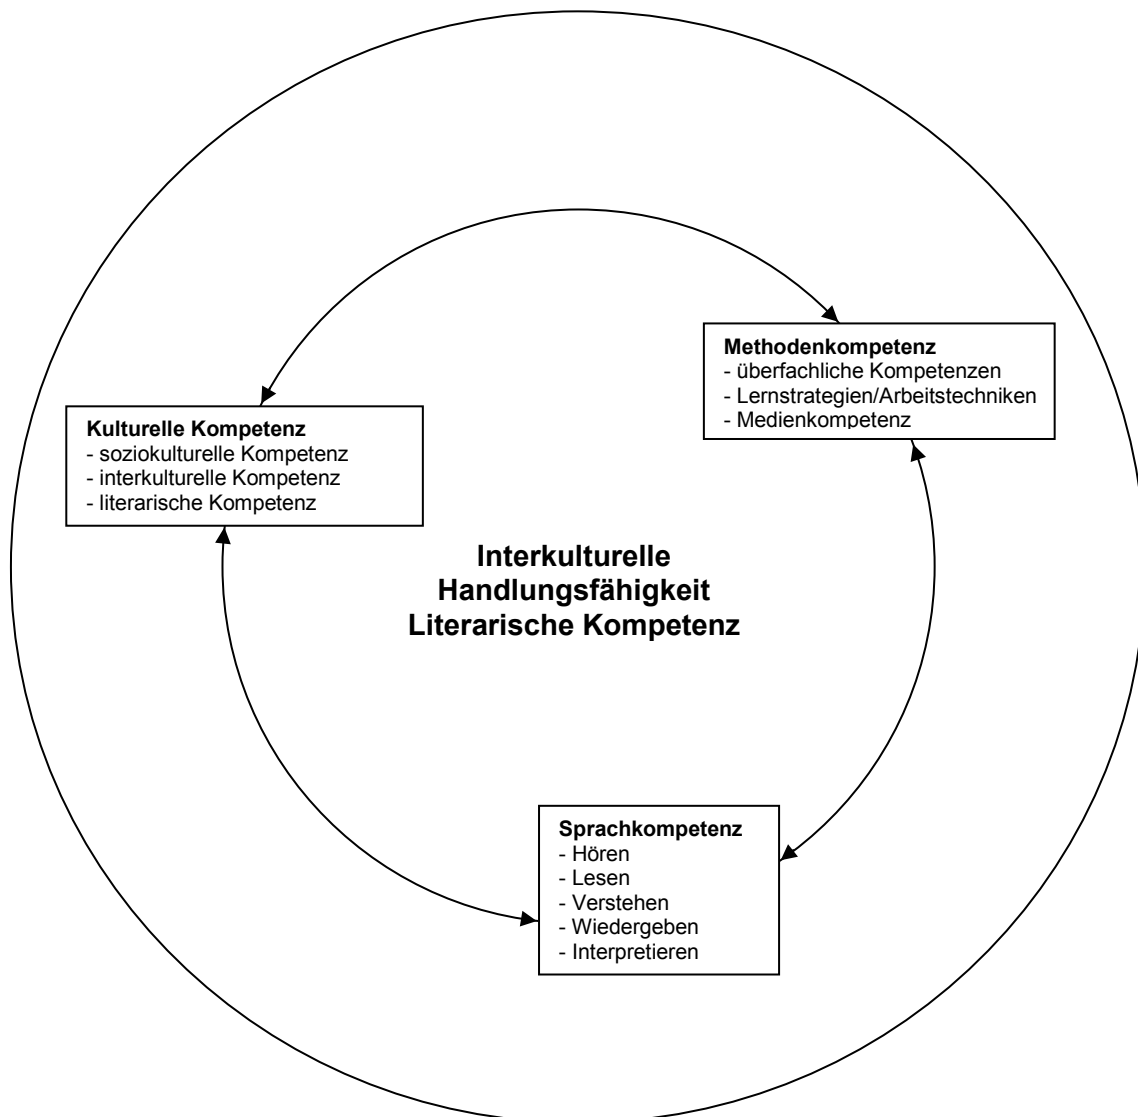 Methodenkompetenz
- überfachliche Kompetenzen
- Lernstrategien/Arbeitstechniken
- Medienkompetenz
Kulturelle Kompetenz
- soziokulturelle Kompetenz
- interkulturelle Kompetenz
- literarische Kompetenz
Interkulturelle
Handlungsfähigkeit
Literarische Kompetenz
Sprachkompetenz
- Hören
- Lesen
- Verstehen
- Wiedergeben
- Interpretieren